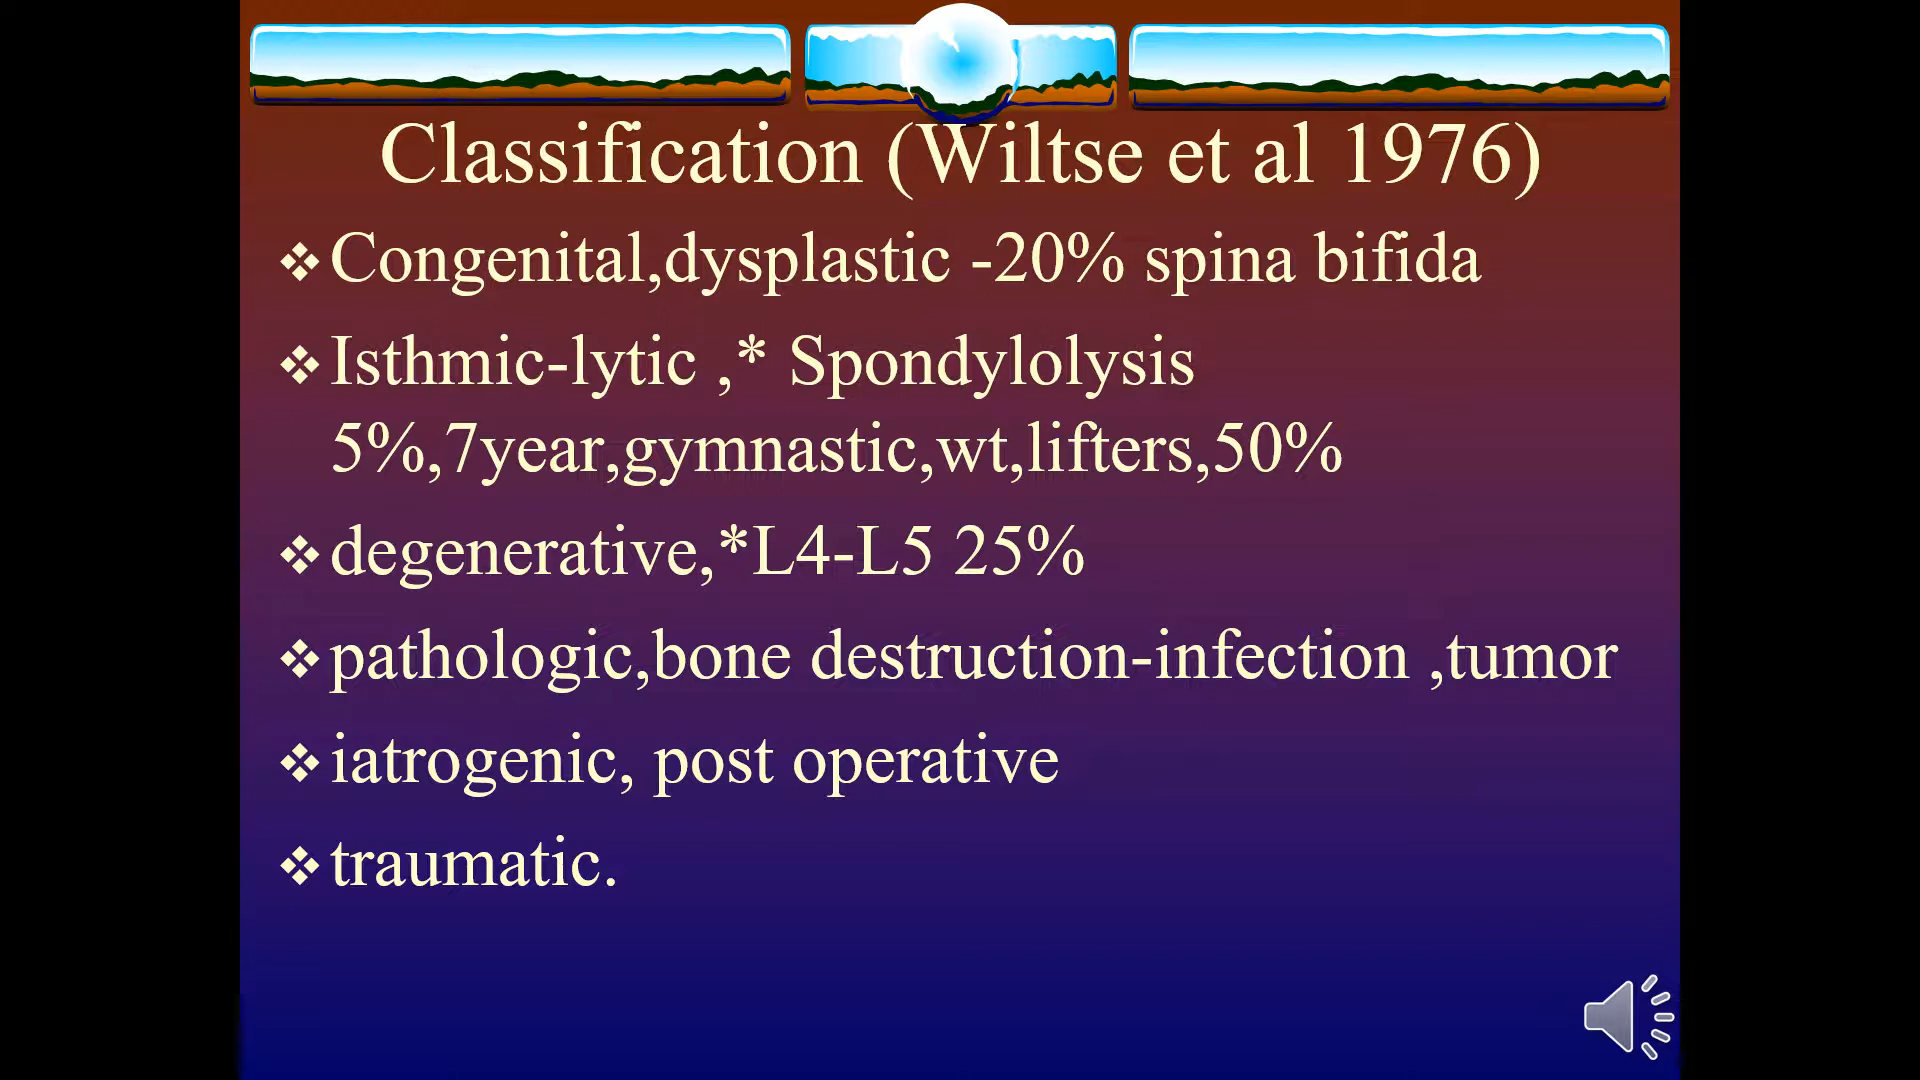 Classification (Wiltse et al 1976)
❖ Congenital,dysplastic -20% spina bifida
❖ Isthmic-lytic ,* Spondylolysis
5%,7year,gymnastic,wt,lifters,50%
❖ degenerative,*L4-L5 25%
❖ pathologic,bone destruction-infection ,tumor
❖ iatrogenic, post operative
❖ traumatic.